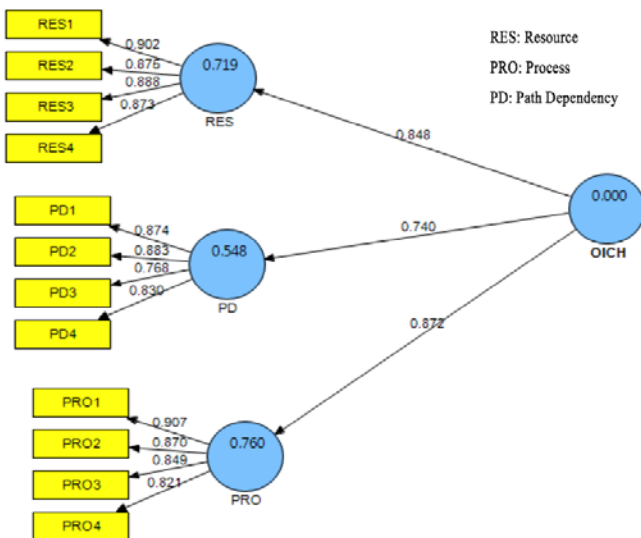 RES1
0.902
RES2
0.875
RES3
0.888
RES4
0.873
0.719
RES
RES: Resource
PRO: Process
PD: Path Dependency
0.848
0.000
OICH
0.740
0.872
PD1
0.874
PD2
0.883
PD3
0.768
PD4
0.830
0.548
PD
PRO1
0.907
PRO2
0.870
PRO3
0.849
PRO4
0.821
0.760
PRO